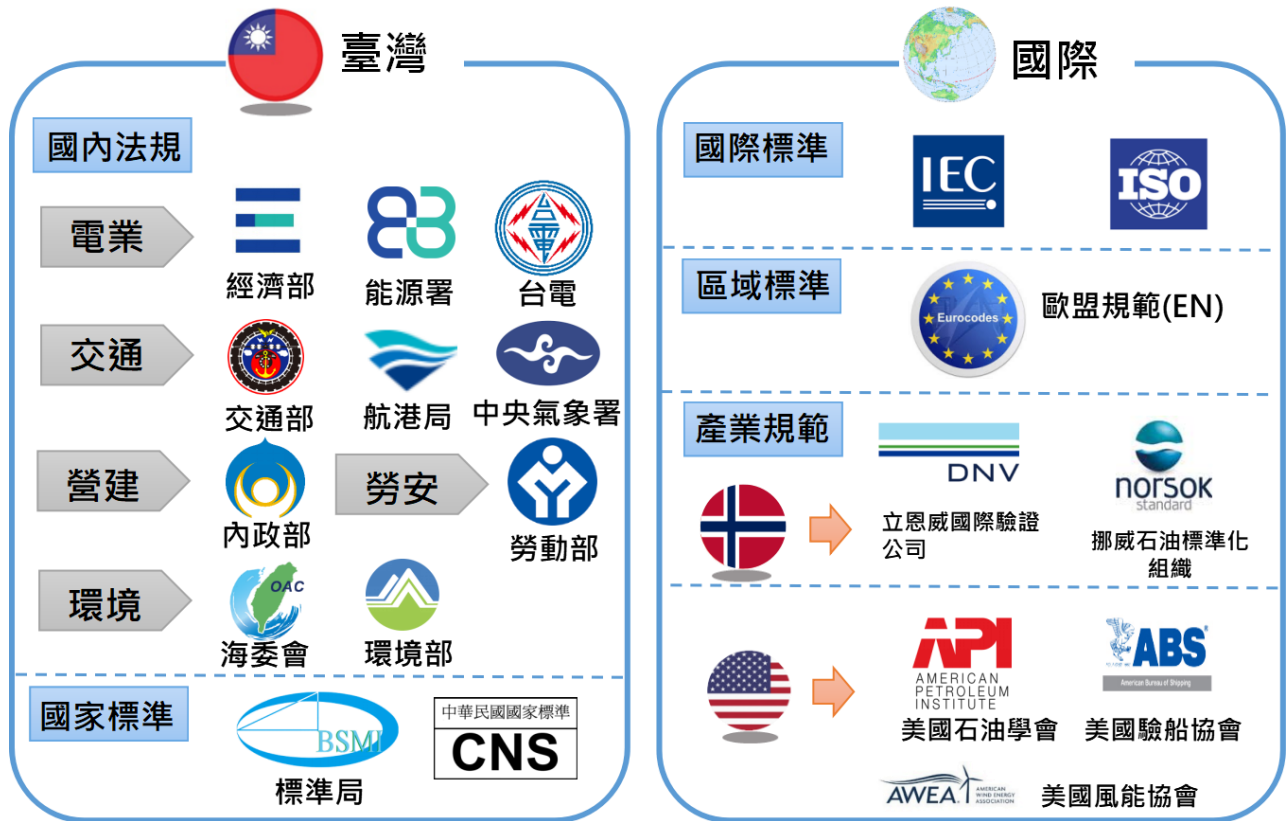 臺灣
國內法規
電業
經濟部
能源署
台電
交通
交通部
航港局
中央氣象署
營建
內政部
勞安
勞動部
環境
OAC
海委會
環境部
國家標準
BSMI
標準局
中華民國國家標準
CNS
國際
國際標準
IEC
ISO
區域標準
Eurocodes
歐盟規範(EN)
產業規範
DNV
立恩威國際驗證
公司
norsok
standard
挪威石油標準化
組織
API
AMERICAN
PETROLEUM
INSTITUTE
美國石油學會
ABS®
American Bureau of Shipping
美國驗船協會
AWEA
AMERICAN
WIND ENERGY
ASSOCIATION
美國風能協會